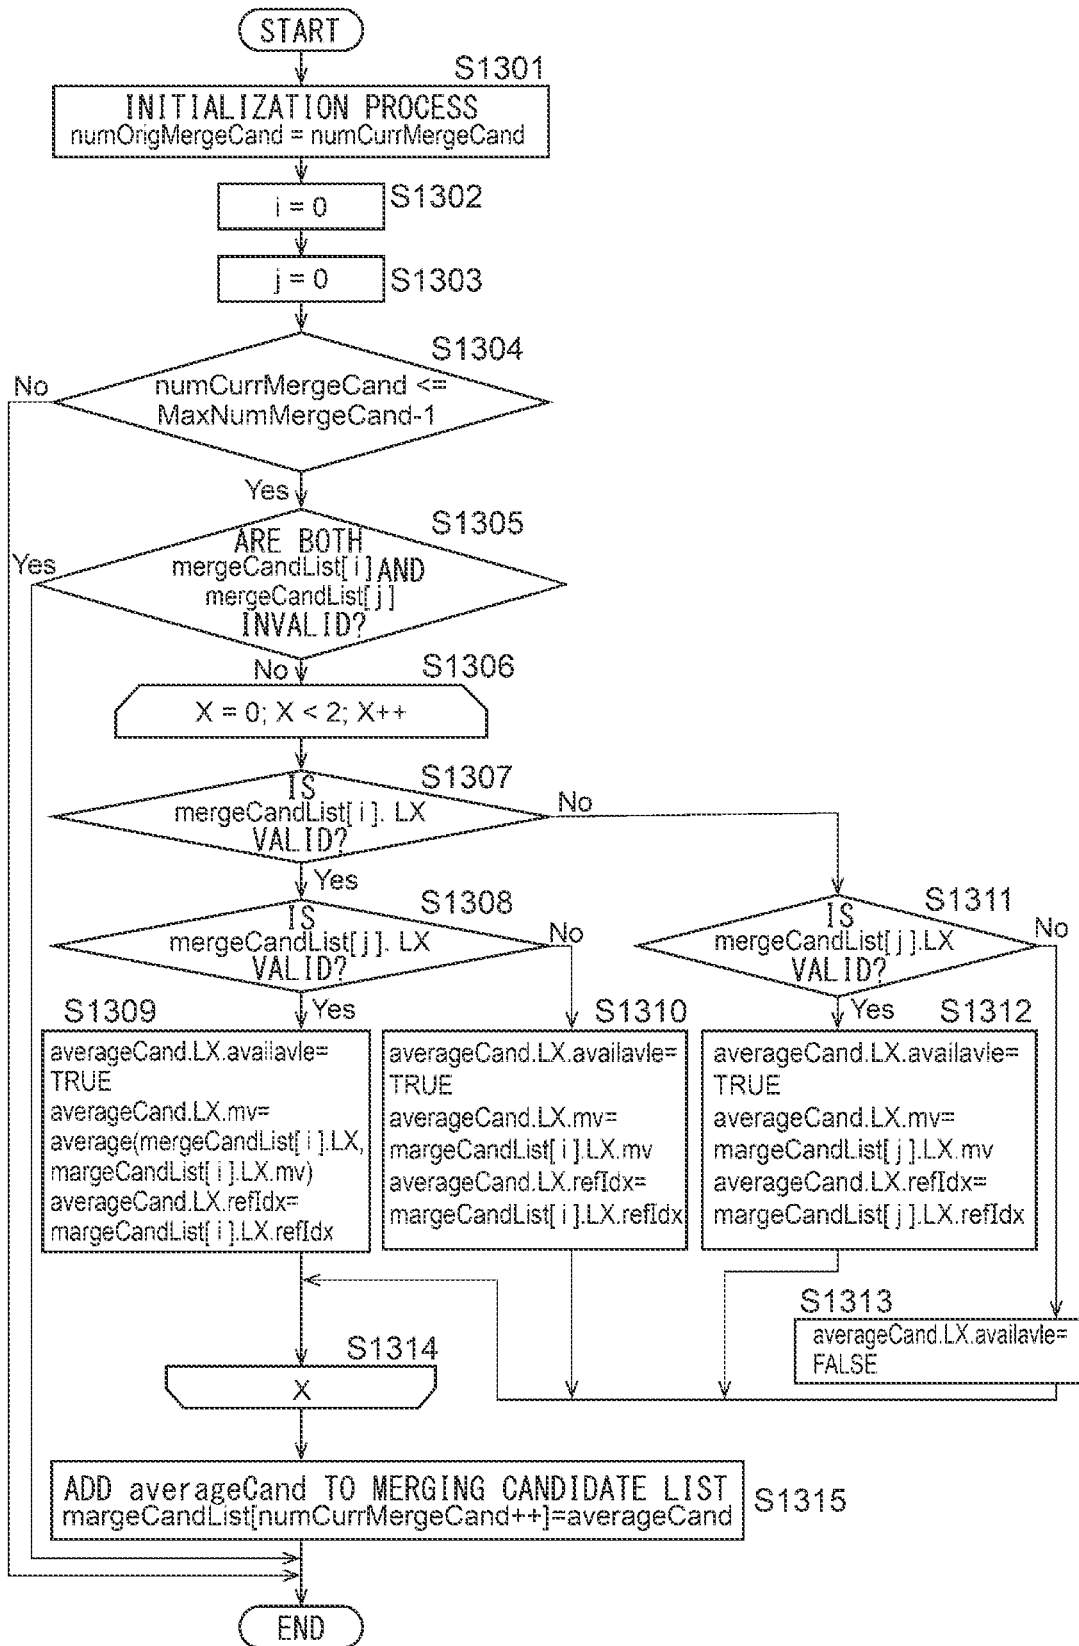 START
S1301
INITIALIZATION PROCESS
numOrigMergeCand = numCurrMergeCand
i = 0
S1302
j = 0
S1303
S1304
No
numCurrMergeCand <=
MaxNumMergeCand-1
Yes
S1305
Yes
ARE BOTH
mergeCandList[ i ] AND
mergeCandList[ j ]
INVALID?
No
S1306
X = 0; X < 2; X++
S1307
IS
mergeCandList[ i ]. LX
VALID?
No
Yes
S1308
IS
mergeCandList[ j ]. LX
VALID?
No
Yes
S1311
IS
mergeCandList[ j ].LX
VALID?
No
Yes
S1309
averageCand.LX.availavle=
TRUE
averageCand.LX.mv=
average(mergeCandList[ i ].LX,
margeCandList[ i ].LX.mv)
averageCand.LX.refIdx=
margeCandList[ i ].LX.refIdx
S1310
averageCand.LX.availavle=
TRUE
averageCand.LX.mv=
margeCandList[ i ].LX.mv
averageCand.LX.refIdx=
margeCandList[ i ].LX.refIdx
S1312
averageCand.LX.availavle=
TRUE
averageCand.LX.mv=
margeCandList[ j ].LX.mv
averageCand.LX.refIdx=
margeCandList[ j ].LX.refIdx
S1313
averageCand.LX.availavle=
FALSE
S1314
X
ADD averageCand TO MERGING CANDIDATE LIST
margeCandList[numCurrMergeCand++]=averageCand
S1315
END